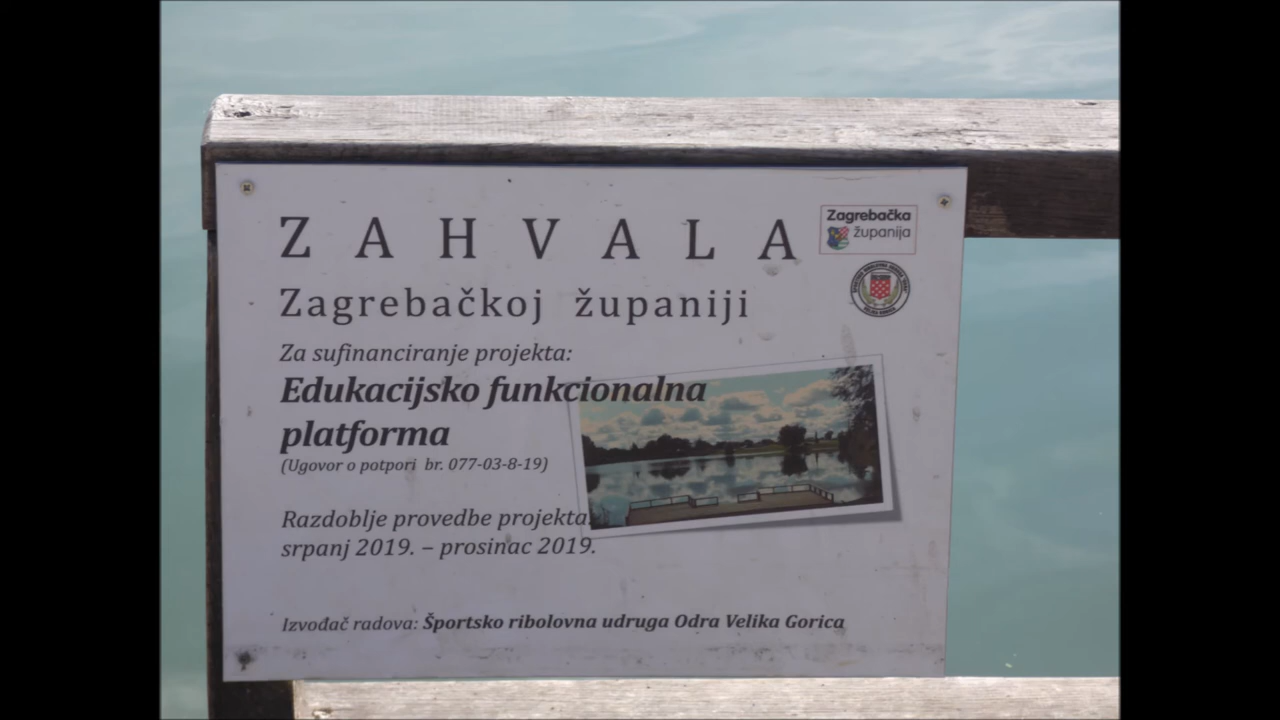 Z A H V A L A
Zagrebačka
županija
Zagrebačkoj županiji
Za sufinanciranje projekta:
Edukacijsko funkcionalna
platforma
(Ugovor o potpori br. 077-03-8-19)
Razdoblje provedbe projekta:
srpanj 2019. – prosinac 2019.
Izvođač radova: Športsko ribolovna udruga Odra Velika Gorica